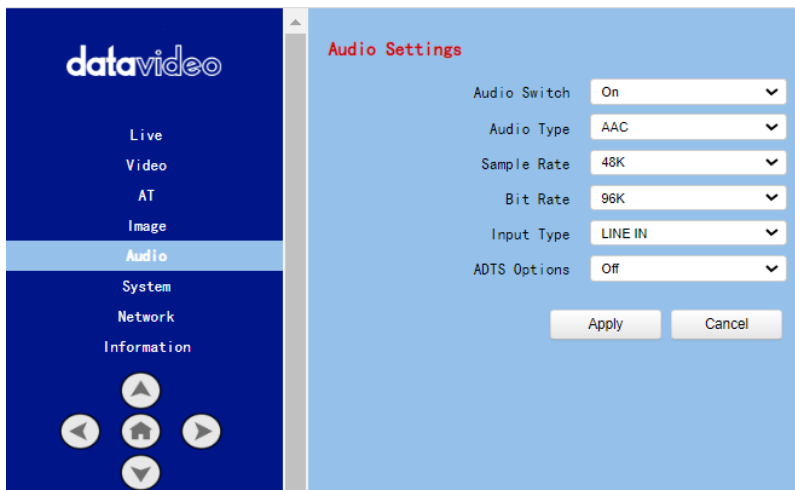 datavideo
Live
Video
AT
Image
Audio
System
Network
Information
Audio Settings
Audio Switch On
Audio Type AAC
Sample Rate 48K
Bit Rate 96K
Input Type LINE IN
ADTS Options Off
Apply Cancel